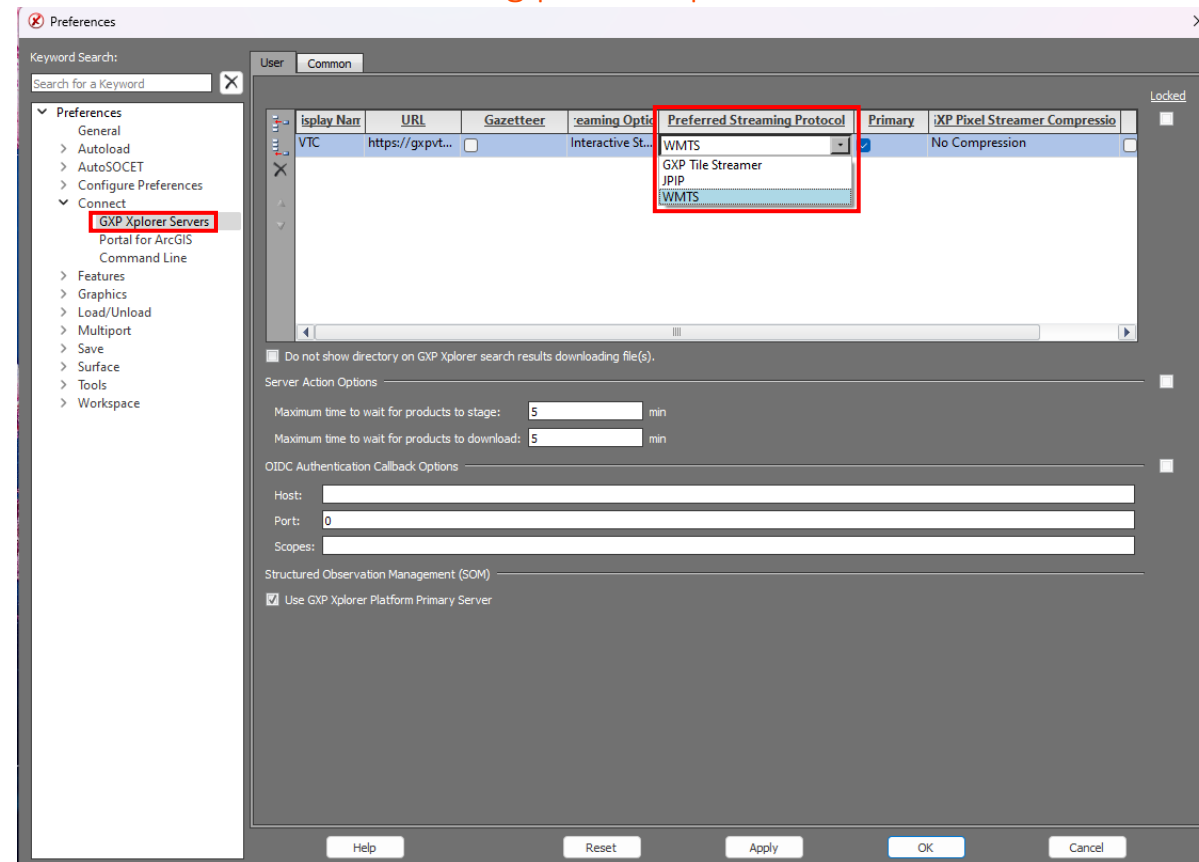 Preferences
Keyword Search:
Search for a Keyword
Preferences
General
Autoload
AutoSOCET
Configure Preferences
Connect
GXP Xplorer Servers
Portal for ArcGIS
Command Line
Features
Graphics
Load/Unload
Multiport
Save
Surface
Tools
Workspace
User Common
Locked
URL Gazetteer Preferred Streaming Protocol Primary XP Pixel Streamer Compressio
VTC https://gxpvt... Interactive St... WMTS No Compression
GXP Tile Streamer
JPIP
WMTS
Do not show directory on GXP Xplorer search results downloading file(s).
Server Action Options
Maximum time to wait for products to stage: 5 min
Maximum time to wait for products to download: 5 min
OIDC Authentication Callback Options
Host:
Port: 0
Scopes:
Structured Observation Management (SOM)
Use GXP Xplorer Platform Primary Server
Help Reset Apply OK Cancel